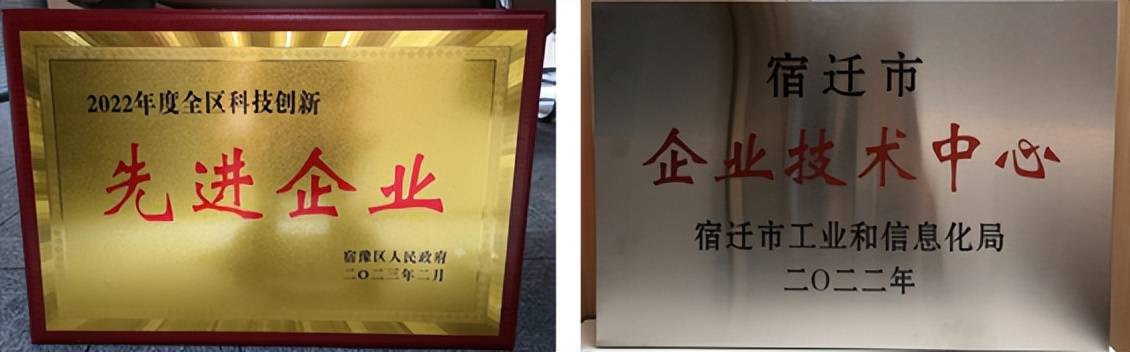 2022年度全区科技创新
先进企业
宿豫区人民政府
二〇二三年二月
宿迁市
企业技术中心
宿迁市工业和信息化局
二〇二二年